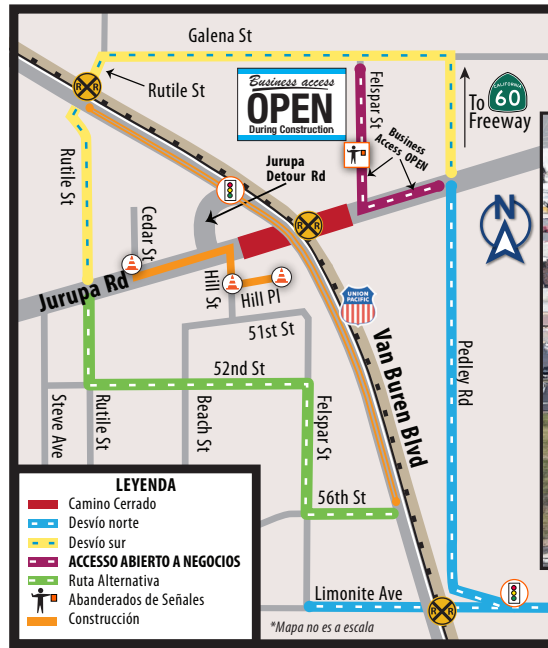 Galena St
Rutile St
Business access
OPEN
During Construction
Felspar St
Business
Access OPEN
CALIFORNIA
60
To
Freeway
R R
Rutile St
Jurupa
Detour Rd
Cedar St
R R
N
Jurupa Rd
Hill St
Hill Pl
UNION
PACIFIC
51st St
Van Buren Blvd
Pedley Rd
52nd St
Steve Ave
Rutile St
Beach St
Felspar St
56th St
LEYENDA
Camino Cerrado
Desvío norte
Desvío sur
ACCESSO ABIERTO A NEGOCIOS
Ruta Alternativa
Abanderados de Señales
Construcción
Limonite Ave
R R
*Mapa no es a escala